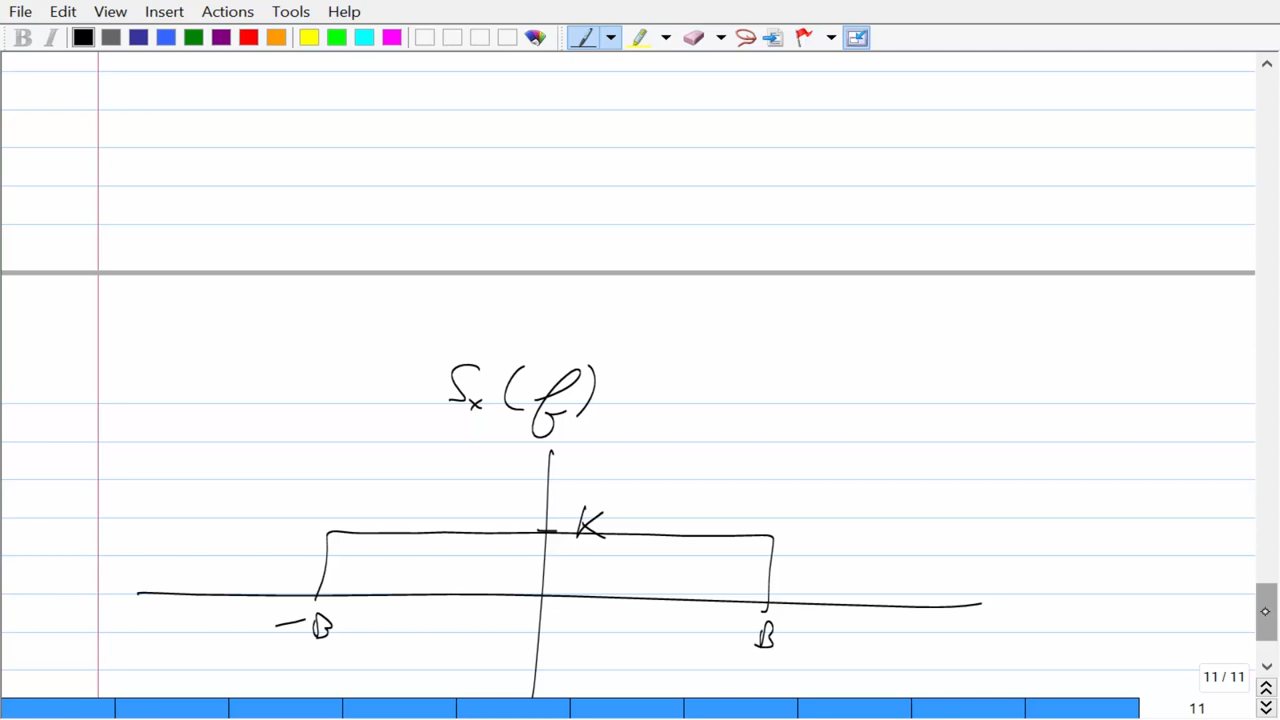 File Edit View Insert Actions Tools Help
B I
Sx (f)
K
-B
B
11 / 11
11